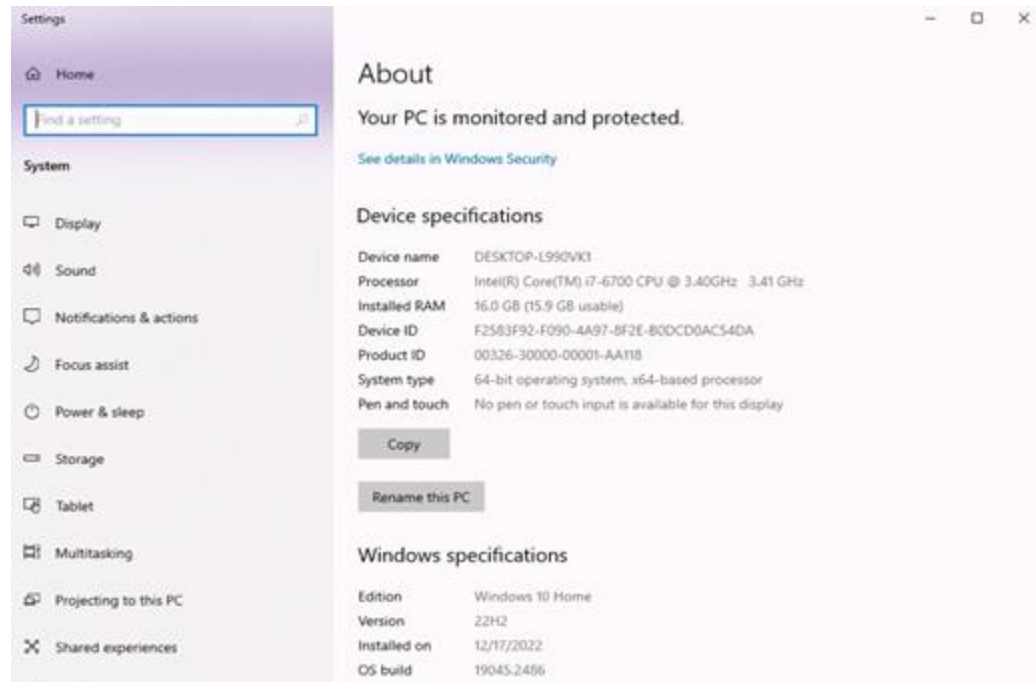 Settings
Home
Find a setting
System
Display
Sound
Notifications & actions
Focus assist
Power & sleep
Storage
Tablet
Multitasking
Projecting to this PC
Shared experiences
About
Your PC is monitored and protected.
See details in Windows Security
Device specifications
Device name DESKTOP-L990VK1
Processor Intel(R) Core(TM) i7-6700 CPU @ 3.40GHz 3.41 GHz
Installed RAM 16.0 GB (15.9 GB usable)
Device ID F2583F92-F090-4A97-8F2E-B0DCD0AC54DA
Product ID 00326-30000-00001-AA118
System type 64-bit operating system, x64-based processor
Pen and touch No pen or touch input is available for this display
Copy
Rename this PC
Windows specifications
Edition Windows 10 Home
Version 22H2
Installed on 12/17/2022
OS build 19045.2486